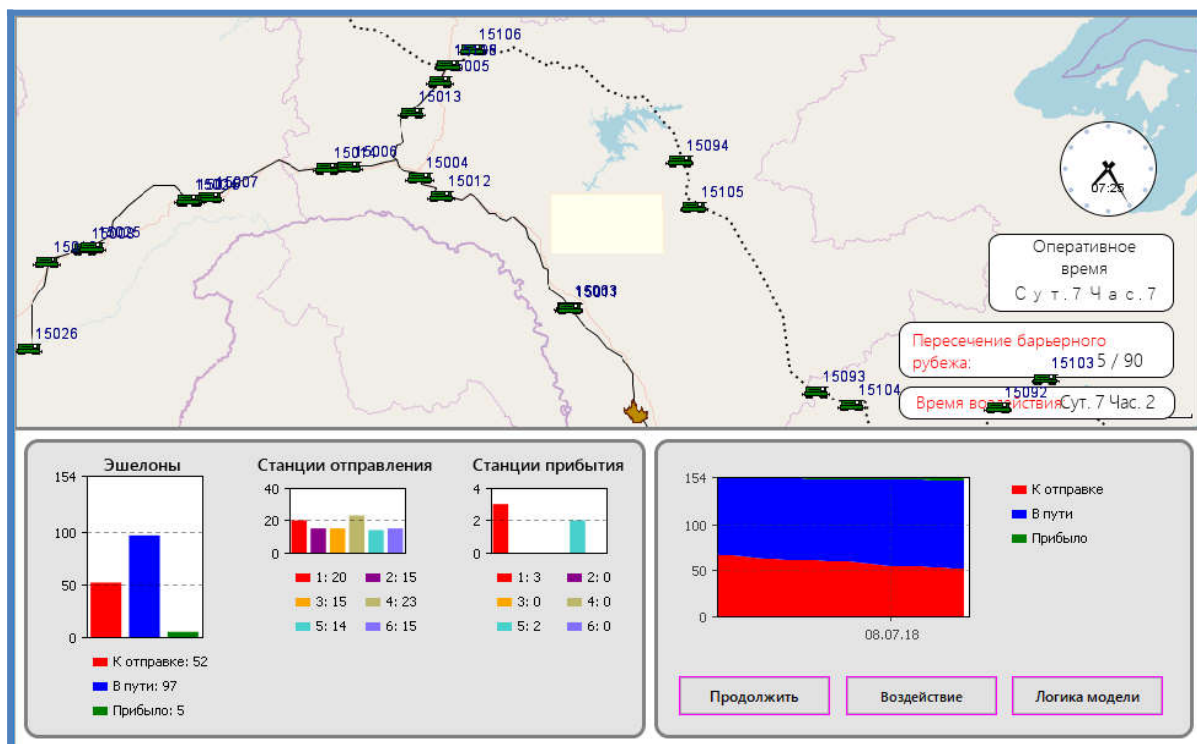 15106
15005
15013
15094
15006
15004
15007
15012
15105
07:25
Оперативное
время
Сут.7 Час.7
15003
15026
Пересечение барьерного
рубежа: 5 / 90
15103
15093
15104
15092
Время воздействия: Сут. 7 Час. 2
Эшелоны
154
100
50
0
К отправке: 52
В пути: 97
Прибыло: 5
Станции отправления
40
20
0
1: 20
2: 15
3: 15
4: 23
5: 14
6: 15
Станции прибытия
4
2
0
1: 3
2: 0
3: 0
4: 0
5: 2
6: 0
154
100
50
0
08.07.18
К отправке
В пути
Прибыло
Продолжить
Воздействие
Логика модели